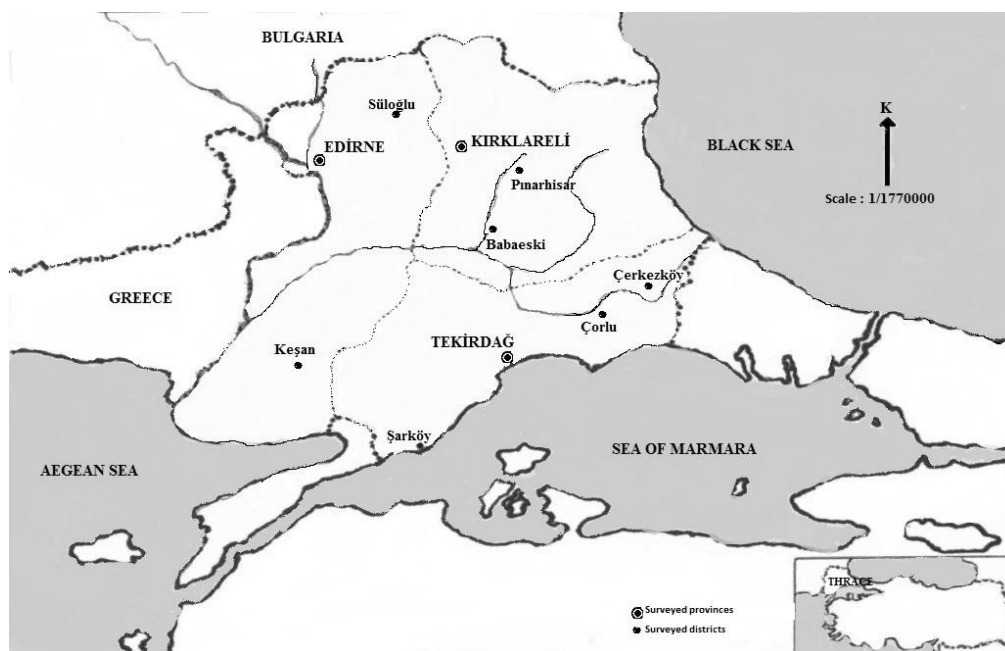 BULGARIA
Süloğlu
EDİRNE
KIRKLARELİ
Pınarhisar
Babaeski
BLACK SEA
K
Scale : 1/1770000
GREECE
Çerkezköy
Çorlu
TEKİRDAĞ
Keşan
Şarköy
AEGEAN SEA
SEA OF MARMARA
THRACE
Surveyed provinces
Surveyed districts